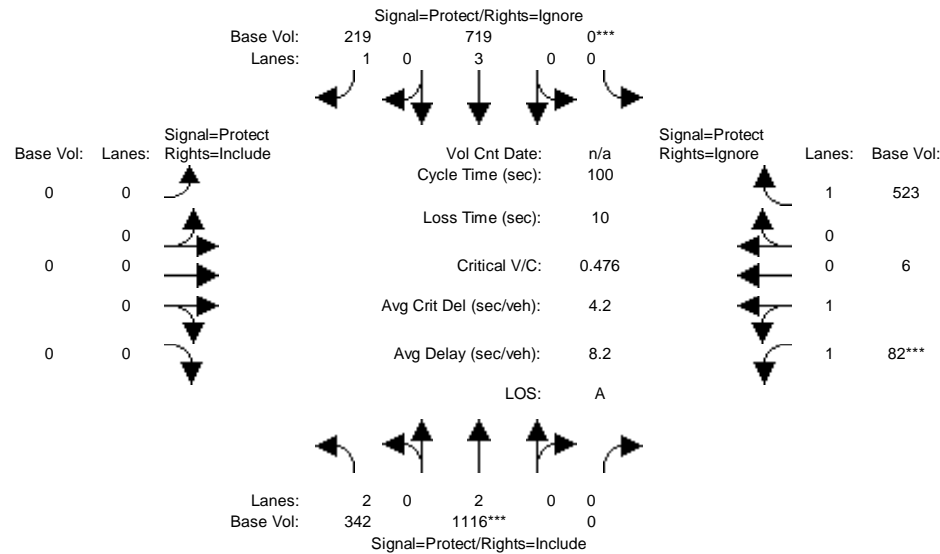 Signal=Protect/Rights=Ignore
Base Vol: 219 719 0***
Lanes: 1 0 3 0 0
Signal=Protect
Signal=Protect
Base Vol: Lanes: Rights=Include Vol Cnt Date: n/a Rights=Ignore Lanes: Base Vol:
Cycle Time (sec): 100
0 0 1 523
Loss Time (sec): 10
0 0
0 0 Critical V/C: 0.476 0 6
0 Avg Crit Del (sec/veh): 4.2 1
0 0 Avg Delay (sec/veh): 8.2 1 82***
LOS: A
Lanes: 2 0 2 0 0
Base Vol: 342 1116*** 0
Signal=Protect/Rights=Include